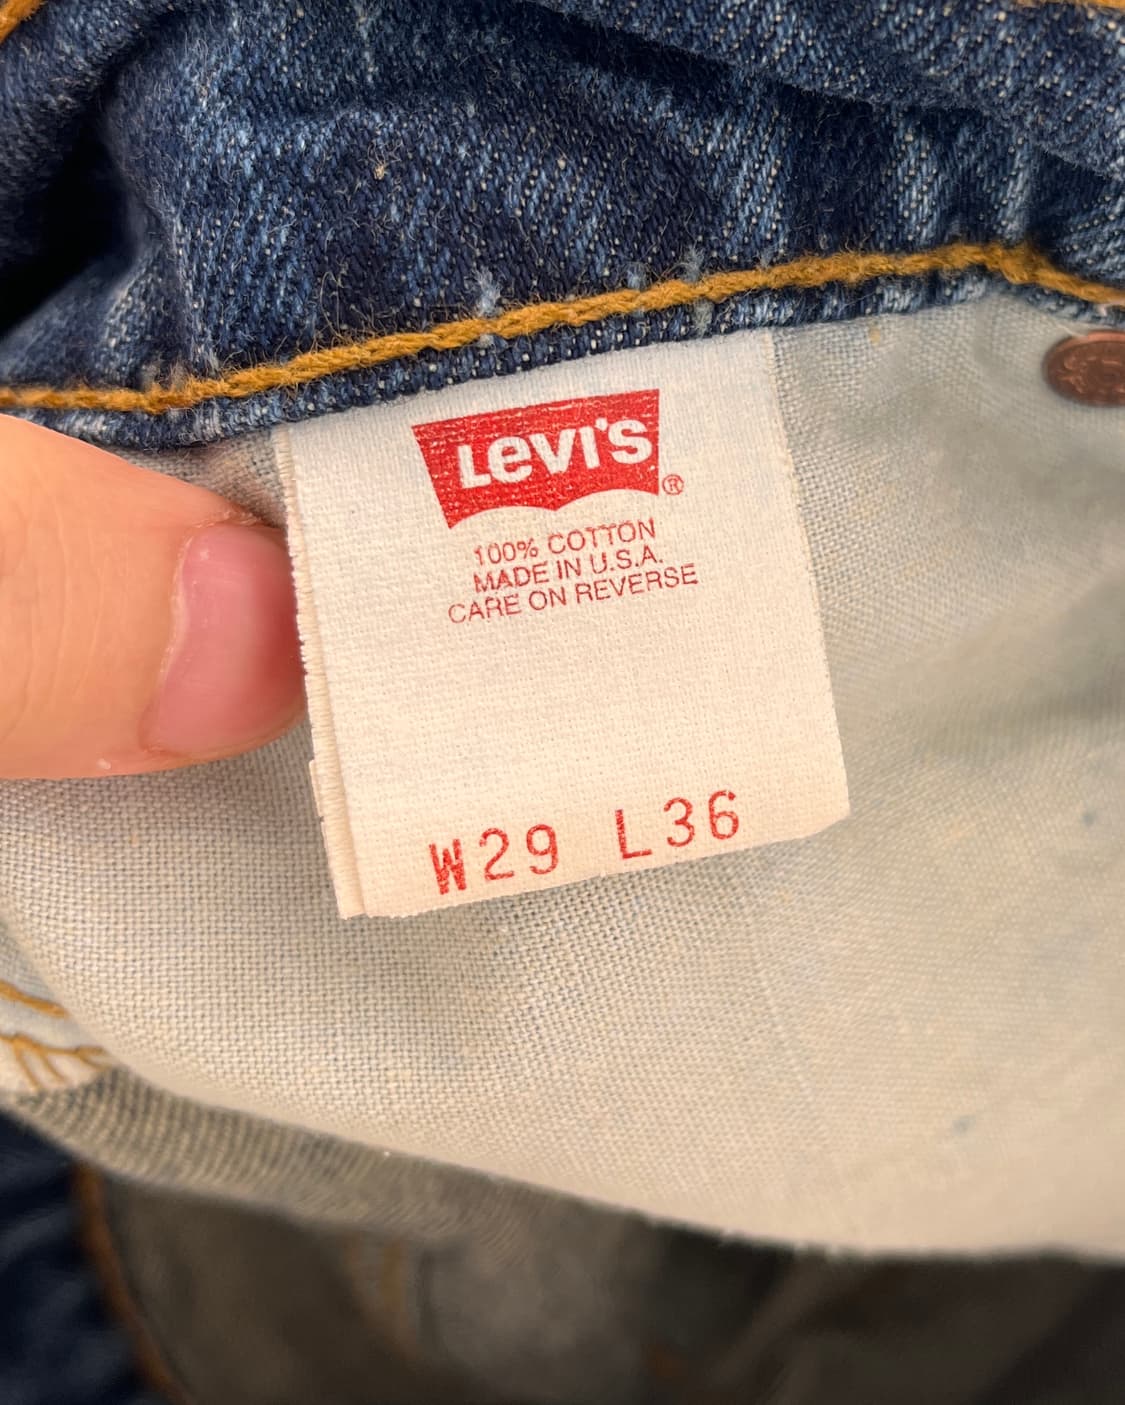 LEVI'S ®
100% COTTON
MADE IN U.S.A.
CARE ON REVERSE
W29 L36